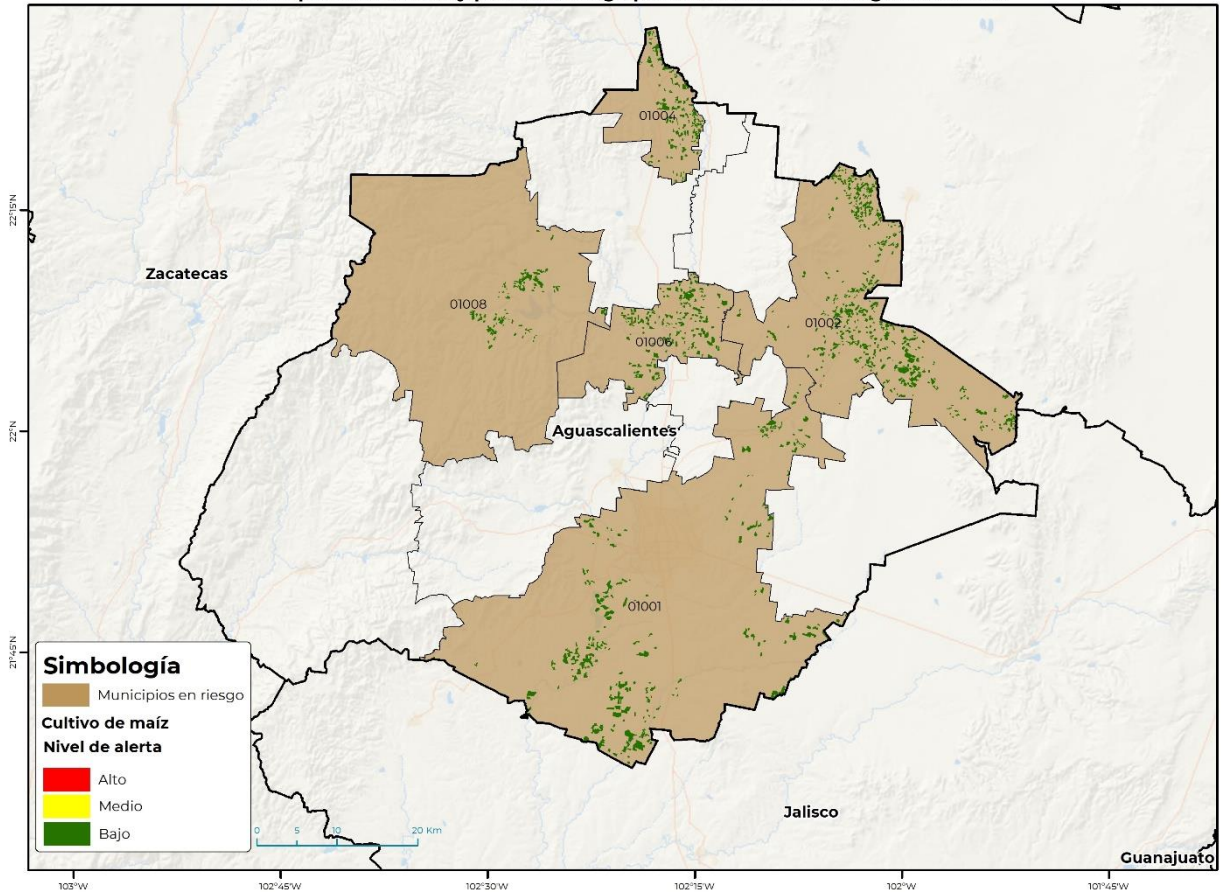 01004
22°15'N
Zacatecas
01008
01002
01006
22°N
Aguascalientes
01001
21°45'N
Simbología
Municipios en riesgo
Cultivo de maíz
Nivel de alerta
Alto
Medio
Bajo
0 5 10 20 Km
Jalisco
Guanajuato
103°W 102°45'W 102°30'W 102°15'W 102°W 101°45'W